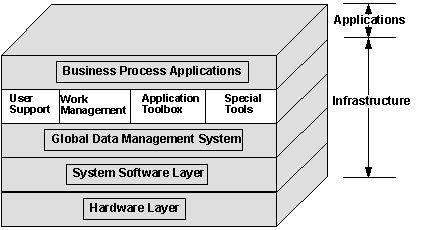 Applications
Business Process Applications
User Support
Work Management
Application Toolbox
Special Tools
Infrastructure
Global Data Management System
System Software Layer
Hardware Layer